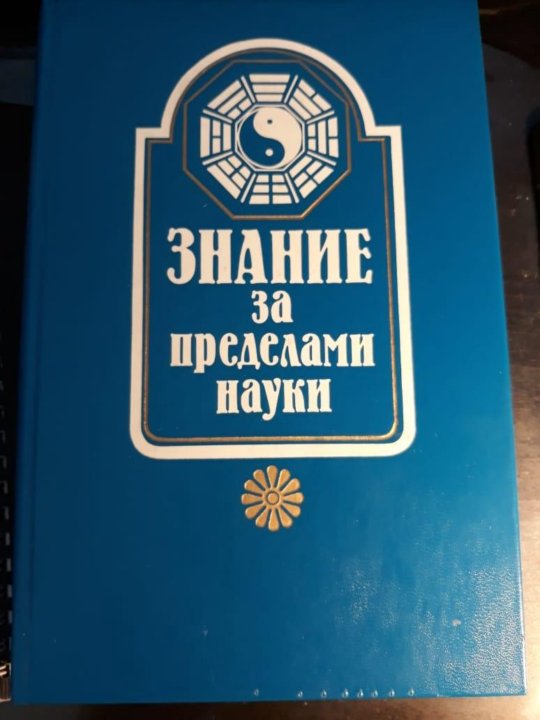 ЗНАНИЕ
за
пределами
науки